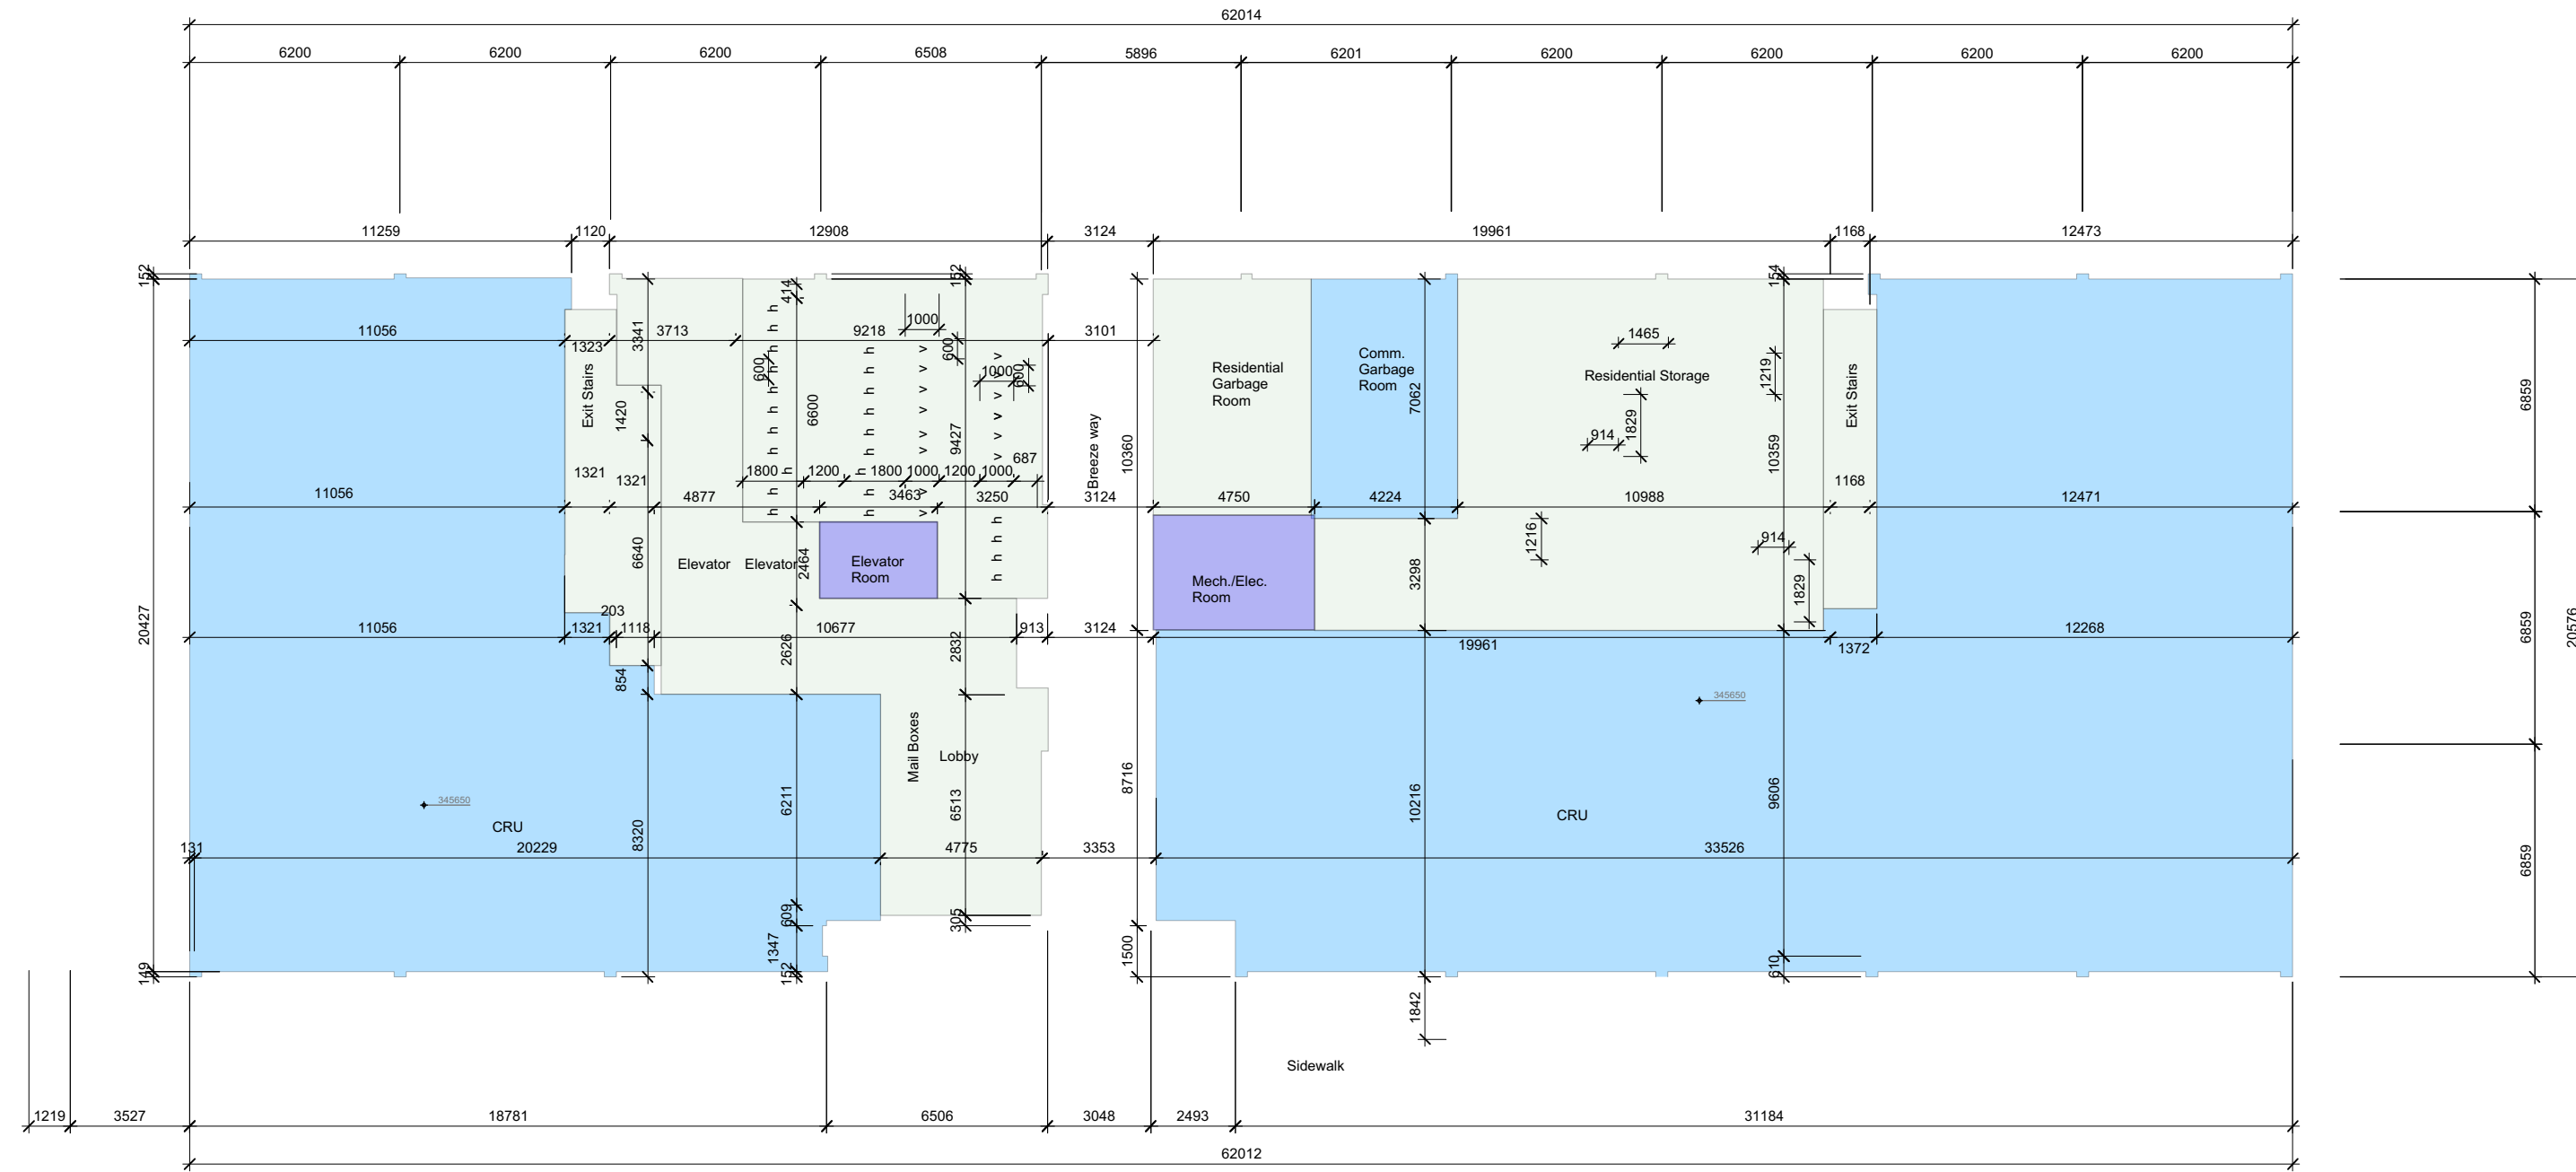 62014
6200 6200 6200 6508 5896 6201 6200 6200 6200 6200
11259 1120 12908 3124 19961 1168 12473
152 414 152 154
11056 1323 3341 3713 9218 1000 600 3101 1465
600 1000 600 1219
h h h h h h h h h h h
h h h h h h h h h
v v v v v v v v v
v v v v v v
h h h h
Exit Stairs
1420
6600
9427
Breeze way
10360
Residential
Garbage
Room
Comm.
Garbage
Room
7062
Residential Storage
1829
914
10359
Exit Stairs
6859
1321 1321 1800 1200 1800 1000 1200 1000 687 1168
11056 4877 3463 3250 3124 4750 4224 10988 12471
6640
Elevator Elevator
2464
Elevator
Room
Mech./Elec.
Room
1216
3298
914
1829
20427
6859
20576
203
11056 1321 1118 10677 913 3124 19961 1372 12268
2626
2832
854
345650
Mail Boxes
Lobby
345650
CRU
8320
6211
6513
8716
10216
CRU
9606
131 20229 4775 3353 33526
6859
609
305
1347
1500
149 152 610
1842
Sidewalk
1219 3527 18781 6506 3048 2493 31184
62012